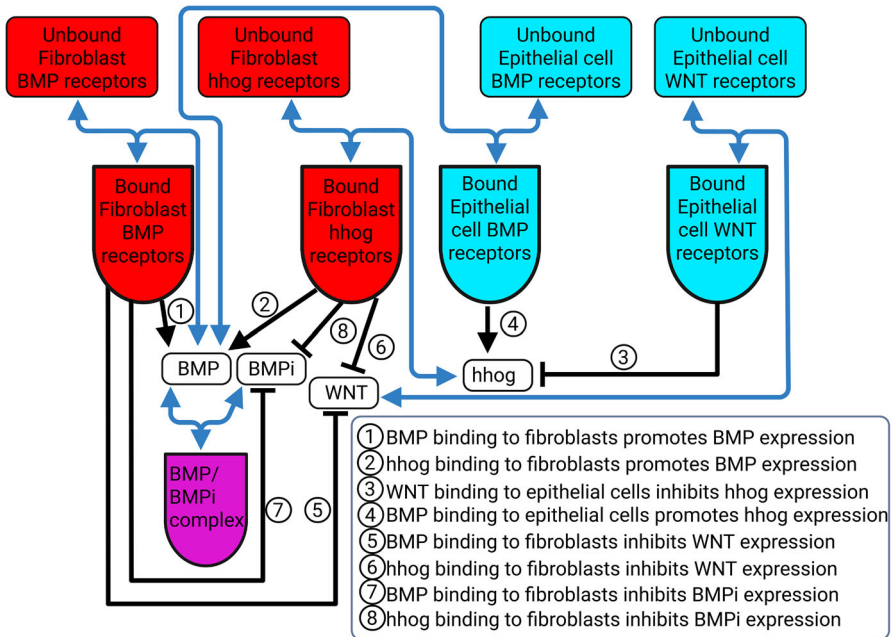 Unbound
Fibroblast
BMP receptors
Unbound
Fibroblast
hhog receptors
Unbound
Epithelial cell
BMP receptors
Unbound
Epithelial cell
WNT receptors
Bound
Fibroblast
BMP
receptors
Bound
Fibroblast
hhog
receptors
Bound
Epithelial
cell BMP
receptors
Bound
Epithelial
cell WNT
receptors
1
2
8
6
4
3
BMP
BMPi
WNT
hhog
BMP/
BMPi
complex
7
5
1 BMP binding to fibroblasts promotes BMP expression
2 hhog binding to fibroblasts promotes BMP expression
3 WNT binding to epithelial cells inhibits hhog expression
4 BMP binding to epithelial cells promotes hhog expression
5 BMP binding to fibroblasts inhibits WNT expression
6 hhog binding to fibroblasts inhibits WNT expression
7 BMP binding to fibroblasts inhibits BMPi expression
8 hhog binding to fibroblasts inhibits BMPi expression